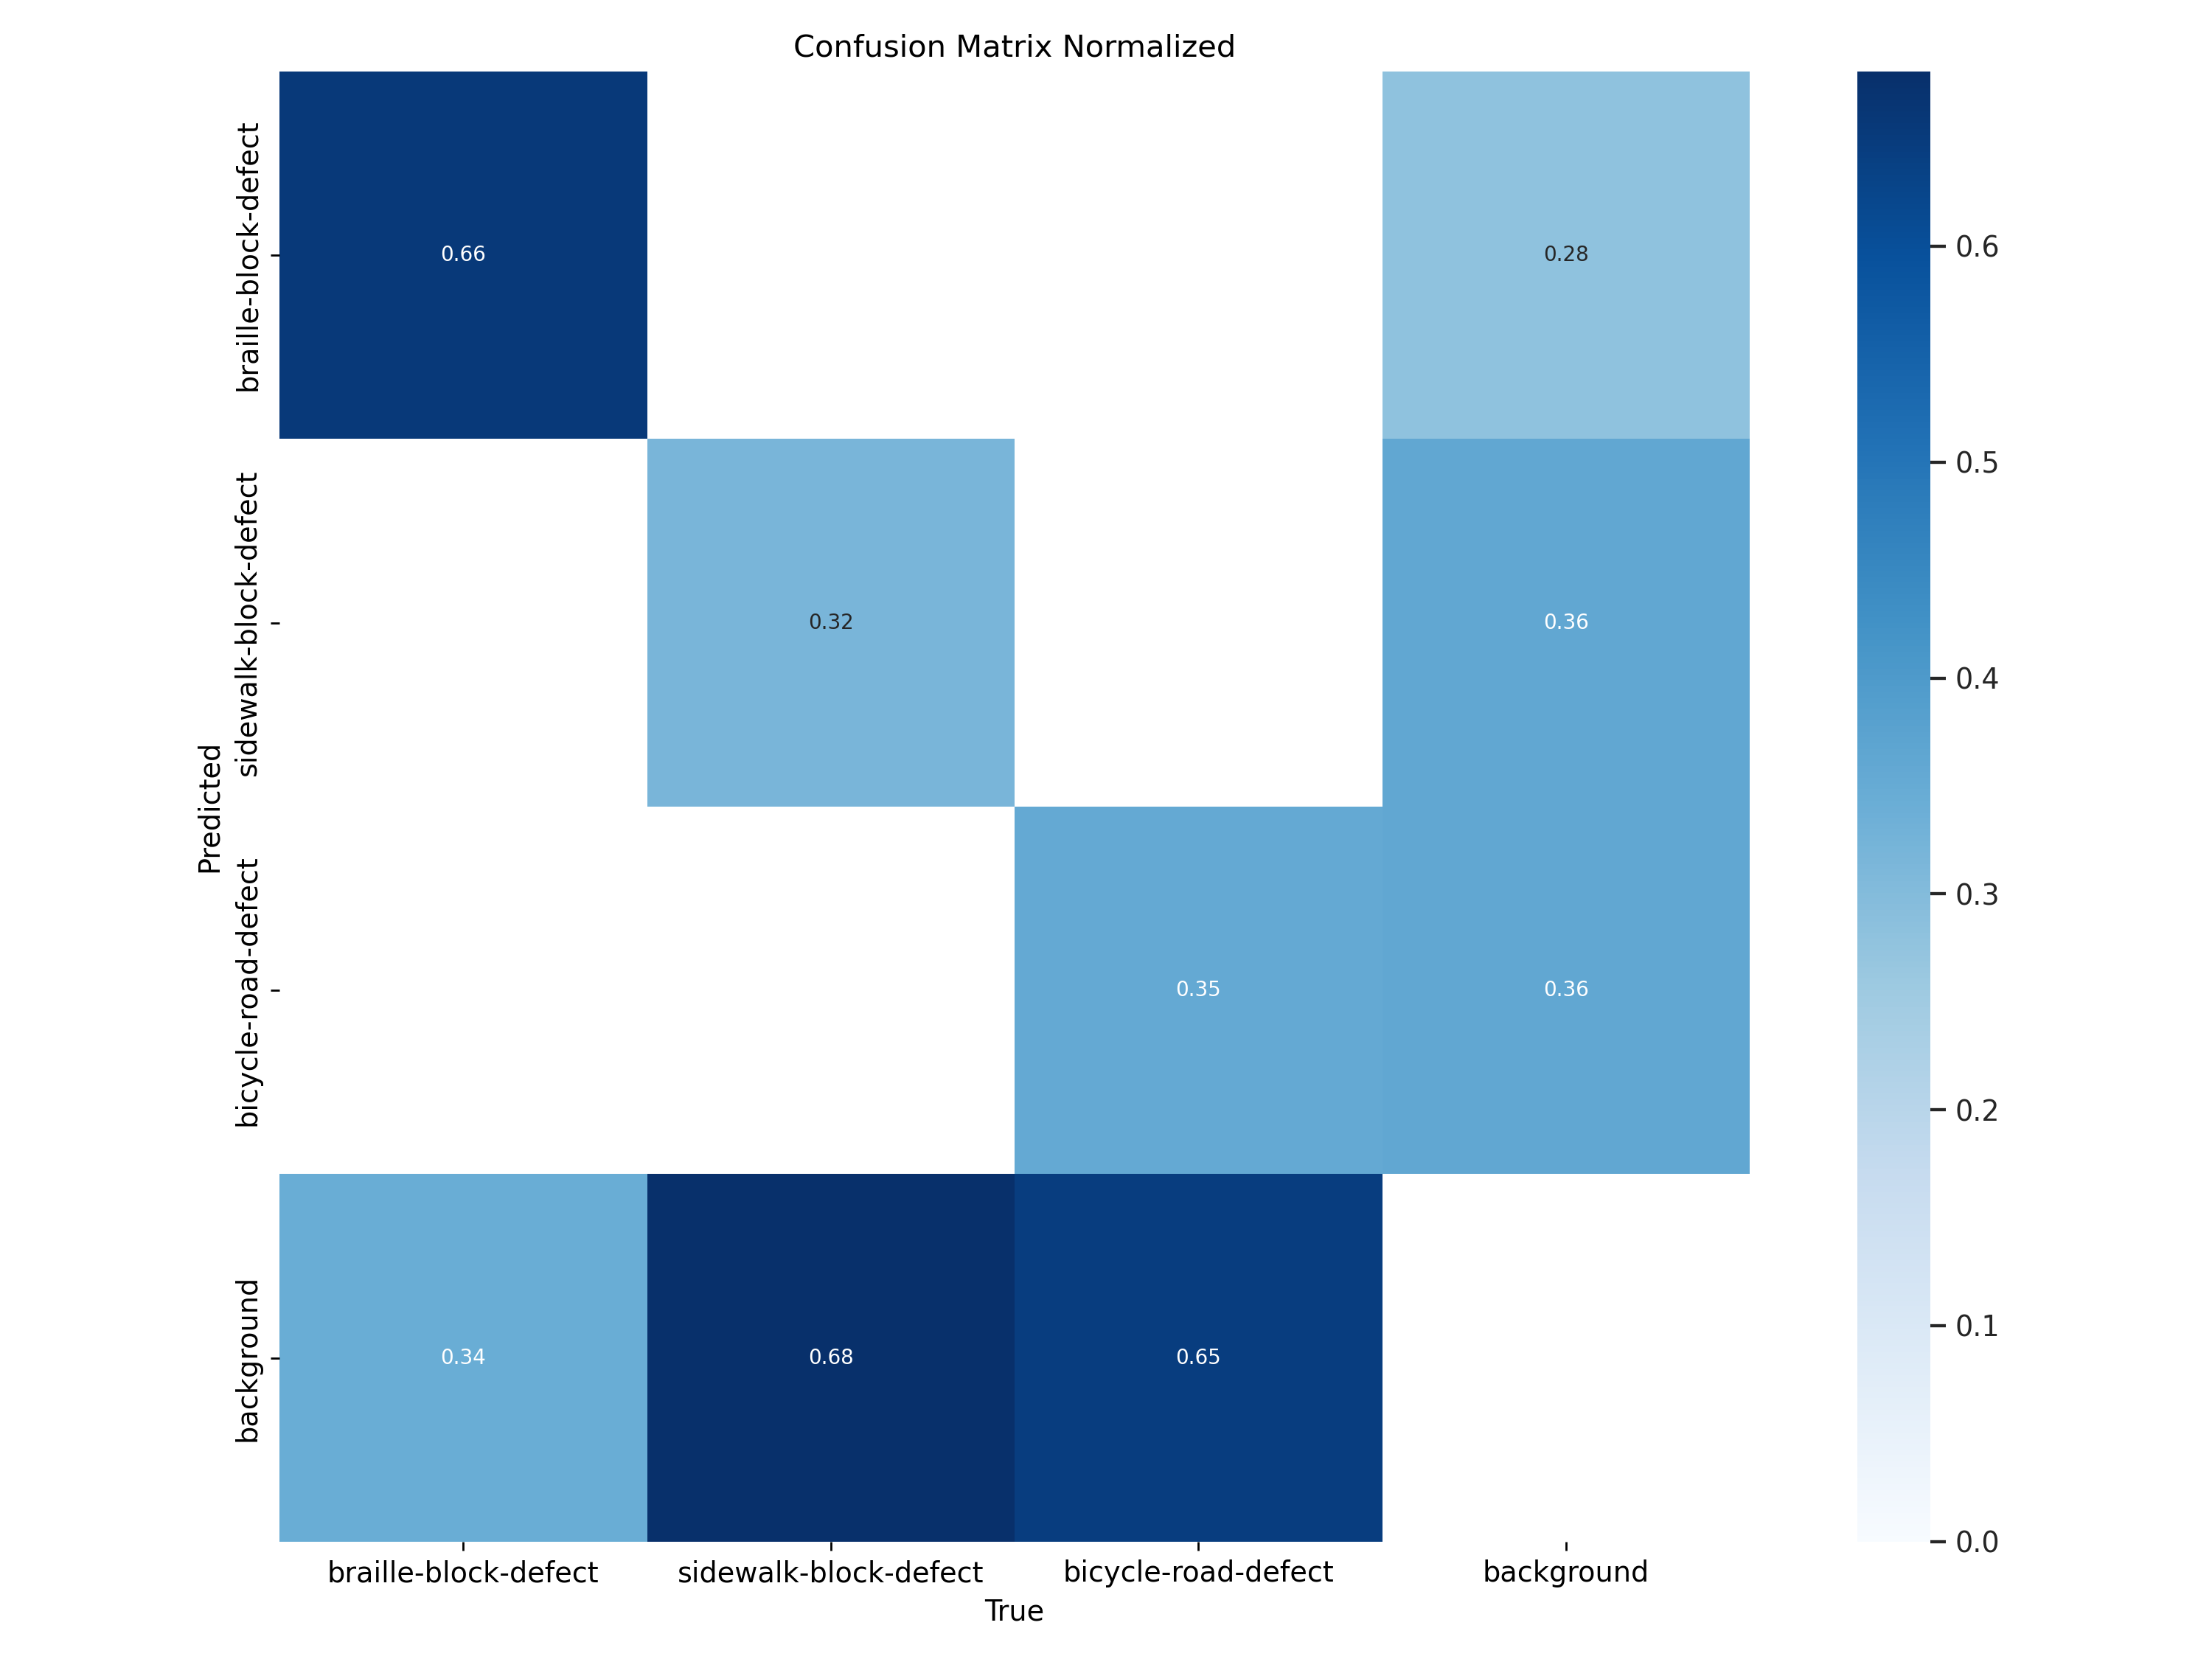 Confusion Matrix Normalized
braille-block-defect
sidewalk-block-defect
bicycle-road-defect
background
Predicted
0.66
0.28
0.32
0.36
0.35
0.36
0.34
0.68
0.65
braille-block-defect
sidewalk-block-defect
bicycle-road-defect
background
True
0.6
0.5
0.4
0.3
0.2
0.1
0.0